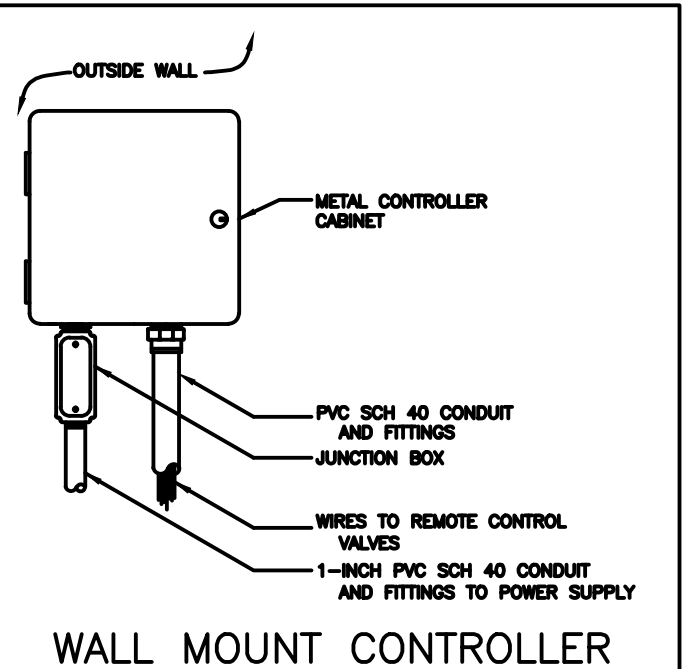 OUTSIDE WALL
METAL CONTROLLER
CABINET
PVC SCH 40 CONDUIT
AND FITTINGS
JUNCTION BOX
WIRES TO REMOTE CONTROL
VALVES
1-INCH PVC SCH 40 CONDUIT
AND FITTINGS TO POWER SUPPLY
WALL MOUNT CONTROLLER